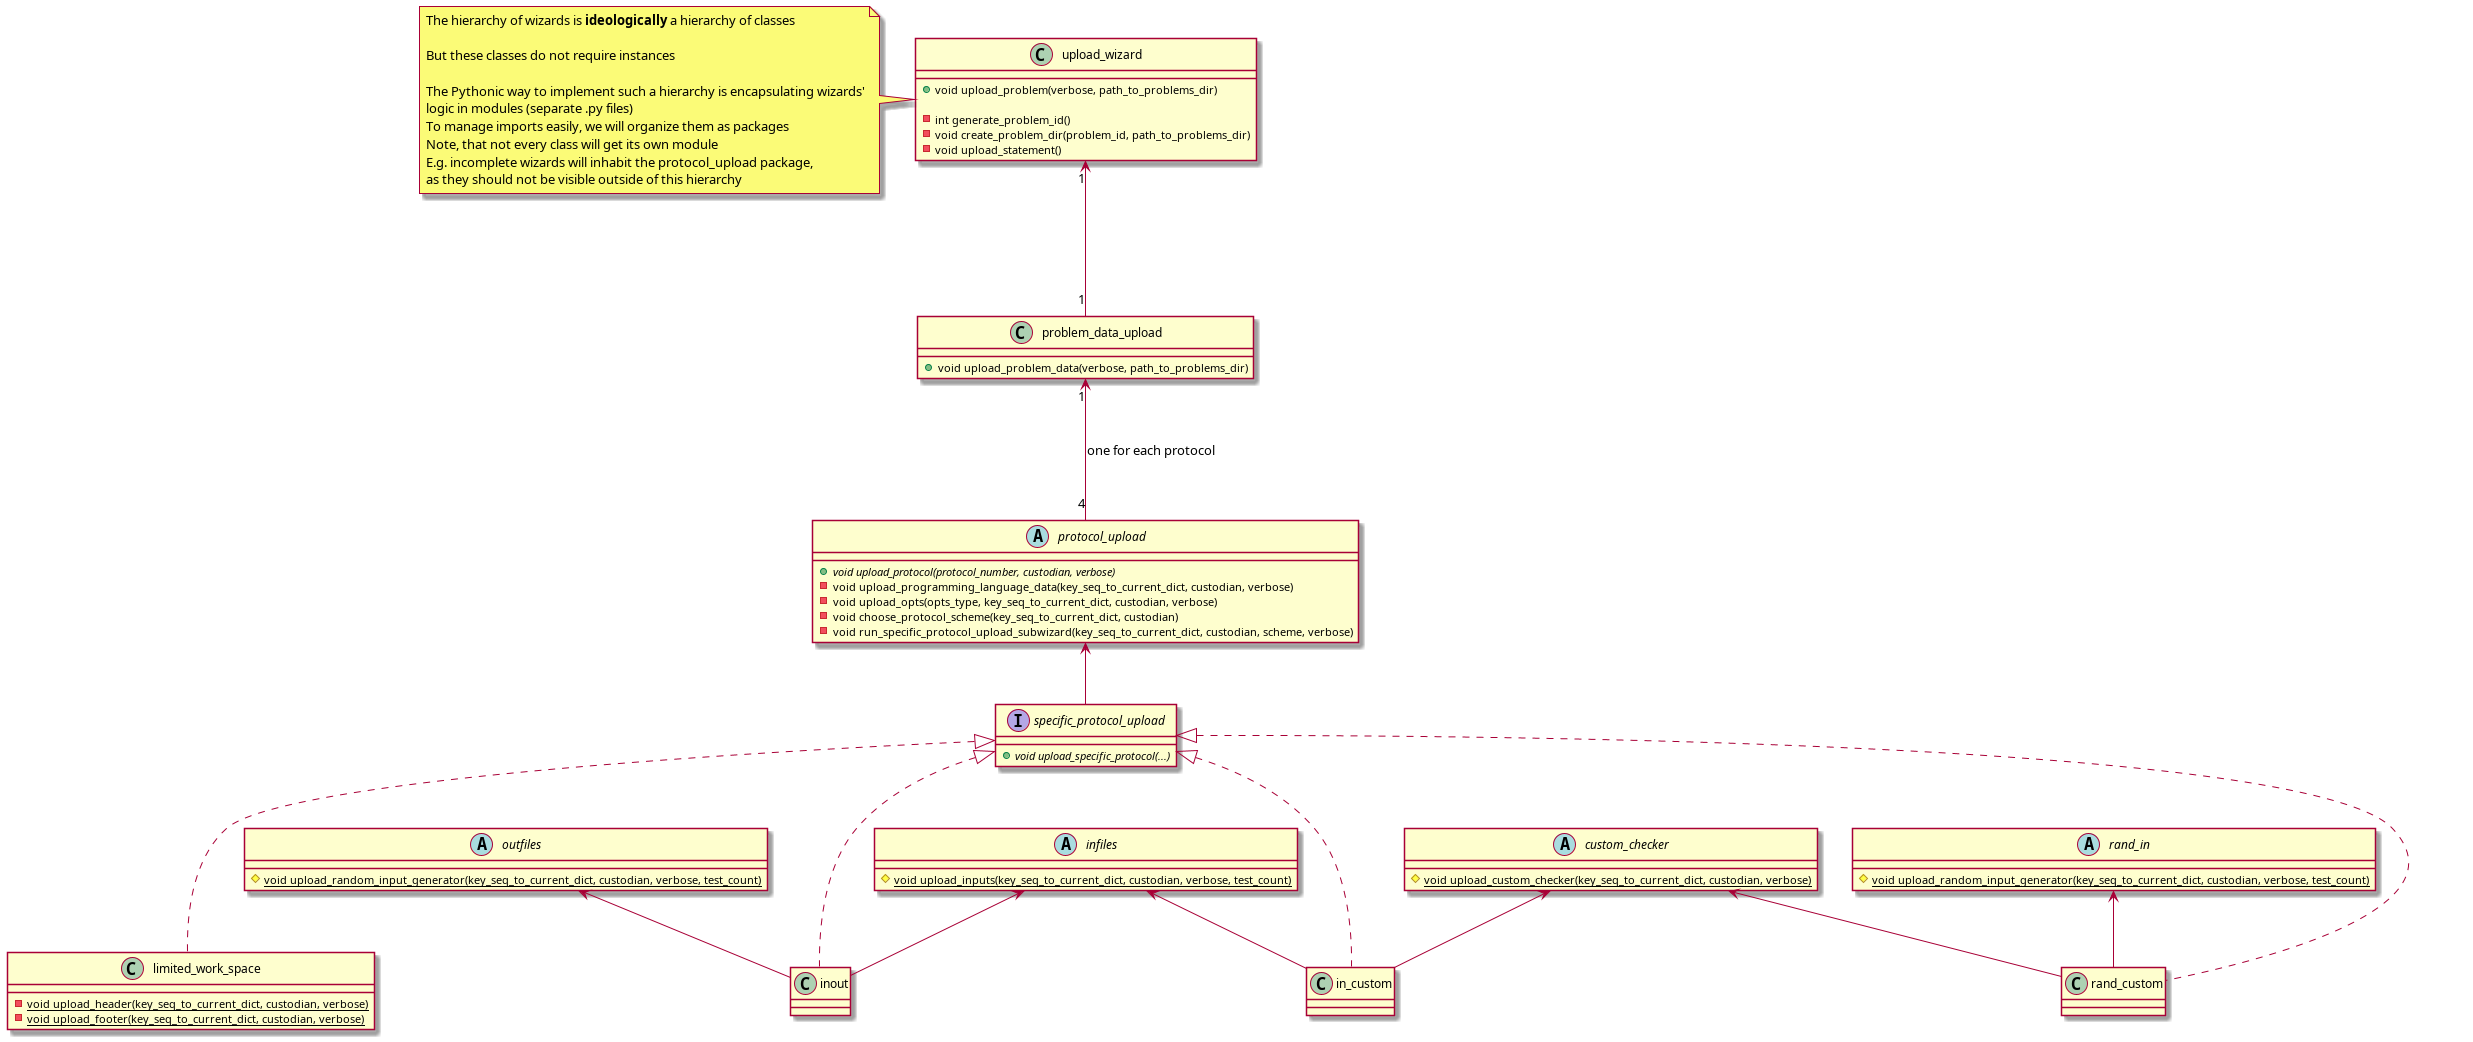 The hierarchy of wizards is ideologically a hierarchy of classes
But these classes do not require instances
The Pythonic way to implement such a hierarchy is encapsulating wizards'
logic in modules (separate .py files)
To manage imports easily, we will organize them as packages
Note, that not every class will get its own module
E.g. incomplete wizards will inhabit the protocol_upload package,
as they should not be visible outside of this hierarchy
C upload_wizard
void upload_problem(verbose, path_to_problems_dir)
int generate_problem_id()
void create_problem_dir(problem_id, path_to_problems_dir)
void upload_statement()
1
1
C problem_data_upload
void upload_problem_data(verbose, path_to_problems_dir)
1
one for each protocol
4
A protocol_upload
void upload_protocol(protocol_number, custodian, verbose)
void upload_programming_language_data(key_seq_to_current_dict, custodian, verbose)
void upload_opts(opts_type, key_seq_to_current_dict, custodian, verbose)
void choose_protocol_scheme(key_seq_to_current_dict, custodian)
void run_specific_protocol_upload_subwizard(key_seq_to_current_dict, custodian, scheme, verbose)
I specific_protocol_upload
void upload_specific_protocol(...)
A outfiles
void upload_random_input_generator(key_seq_to_current_dict, custodian, verbose, test_count)
A infiles
void upload_inputs(key_seq_to_current_dict, custodian, verbose, test_count)
A custom_checker
void upload_custom_checker(key_seq_to_current_dict, custodian, verbose)
A rand_in
void upload_random_input_generator(key_seq_to_current_dict, custodian, verbose, test_count)
C limited_work_space
void upload_header(key_seq_to_current_dict, custodian, verbose)
void upload_footer(key_seq_to_current_dict, custodian, verbose)
C inout
C in_custom
C rand_custom